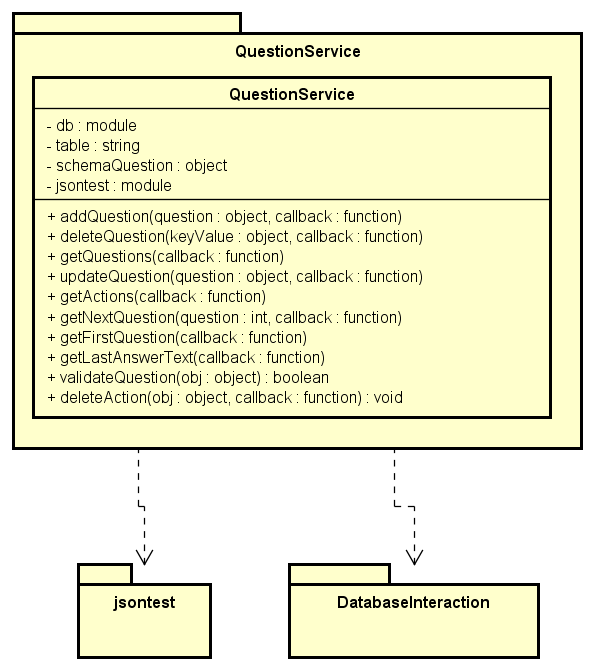 QuestionService
QuestionService
- db : module
- table : string
- schemaQuestion : object
- jsontest : module
+ addQuestion(question : object, callback : function)
+ deleteQuestion(keyValue : object, callback : function)
+ getQuestions(callback : function)
+ updateQuestion(question : object, callback : function)
+ getActions(callback : function)
+ getNextQuestion(question : int, callback : function)
+ getFirstQuestion(callback : function)
+ getLastAnswerText(callback : function)
+ validateQuestion(obj : object) : boolean
+ deleteAction(obj : object, callback : function) : void
jsontest
DatabaseInteraction